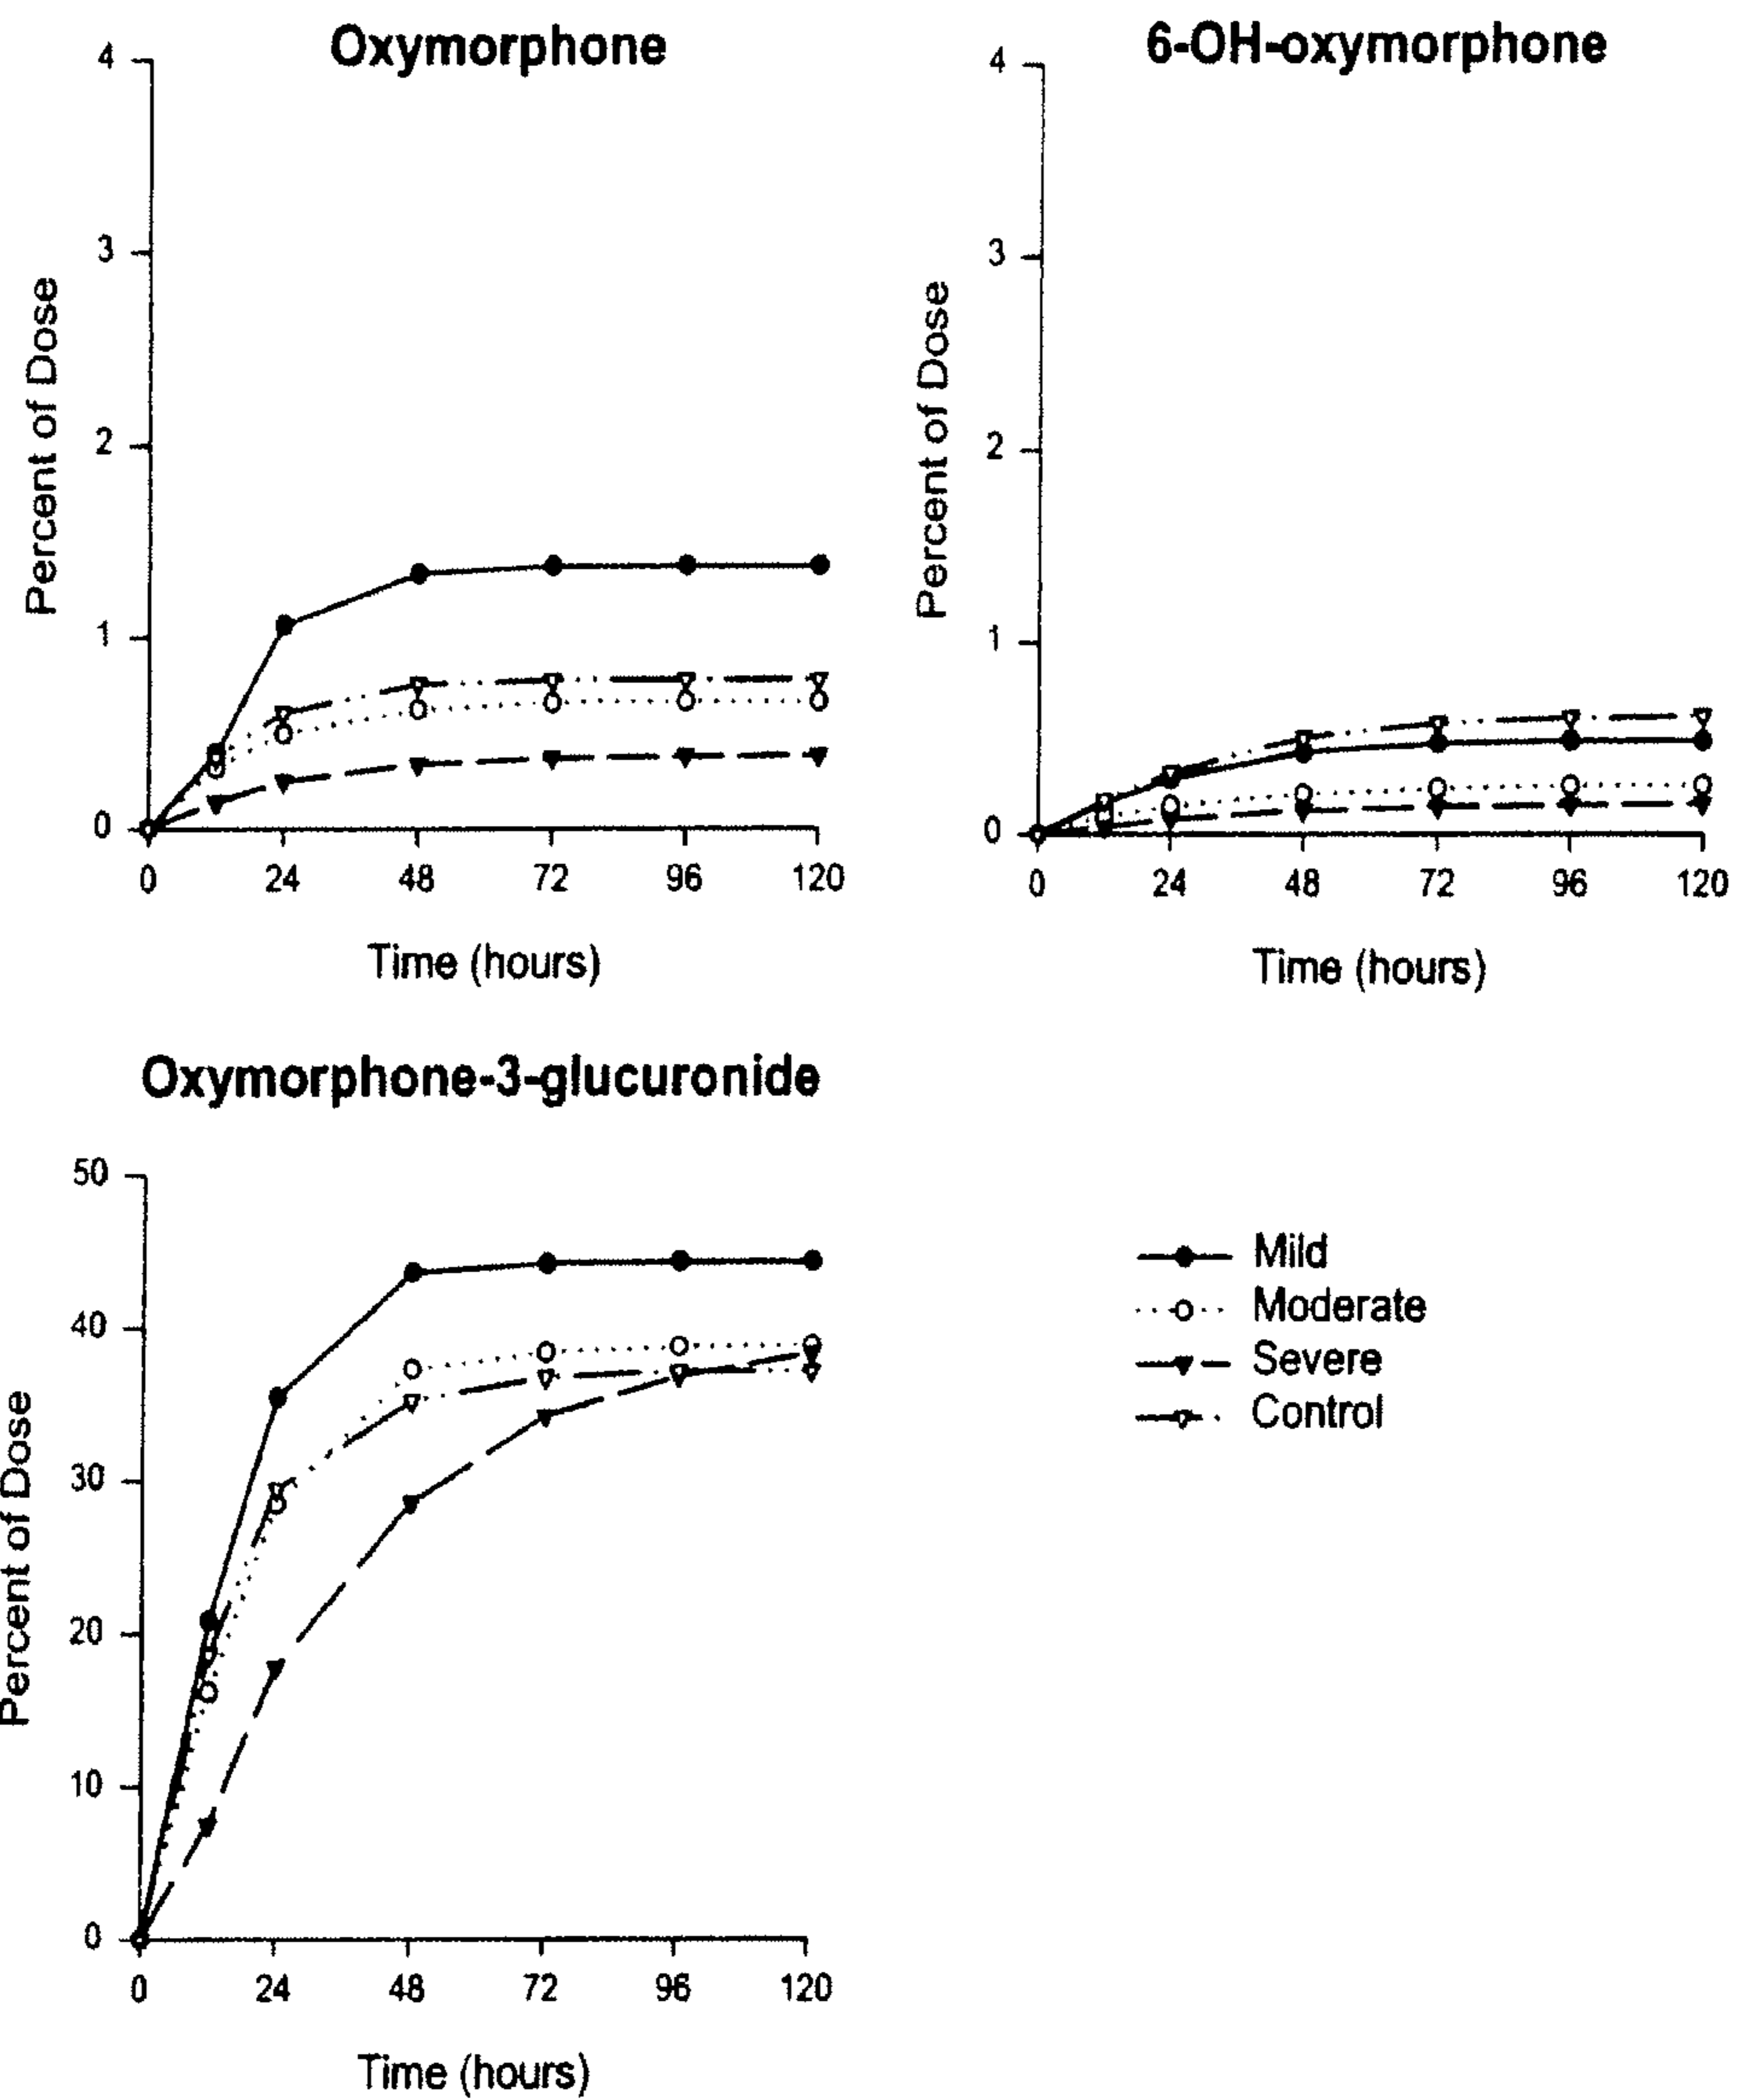 Oxymorphone
4
3
2
1
0
Percent of Dose
0 24 48 72 96 120
Time (hours)
6-OH-oxymorphone
4
3
2
1
0
Percent of Dose
0 24 48 72 96 120
Time (hours)
Oxymorphone-3-glucuronide
50
40
30
20
10
0
Percent of Dose
0 24 48 72 96 120
Time (hours)
Mild
Moderate
Severe
Control